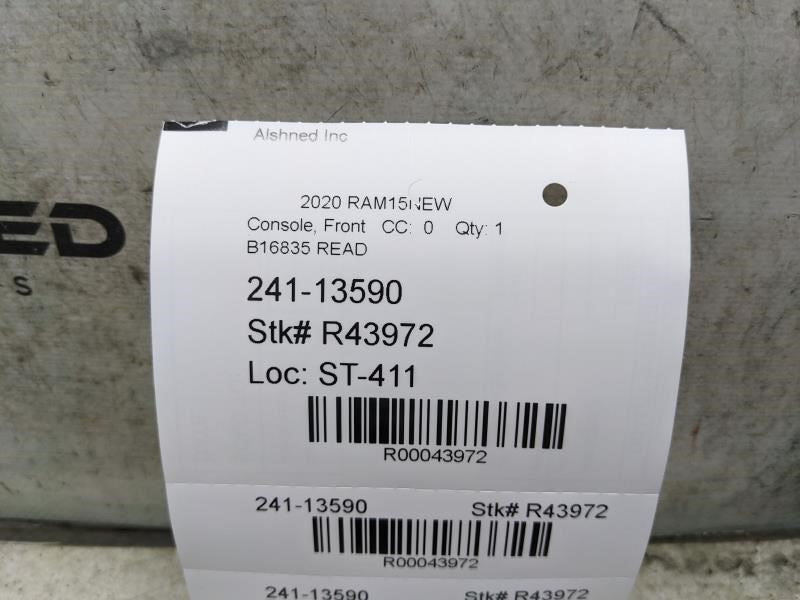 Alshned Inc
2020 RAM15NEW
Console, Front CC: 0 Qty: 1
B16835 READ
241-13590
Stk# R43972
Loc: ST-411
R00043972
241-13590 Stk# R43972
R00043972
241-13590 Stk# R43972
ED
S